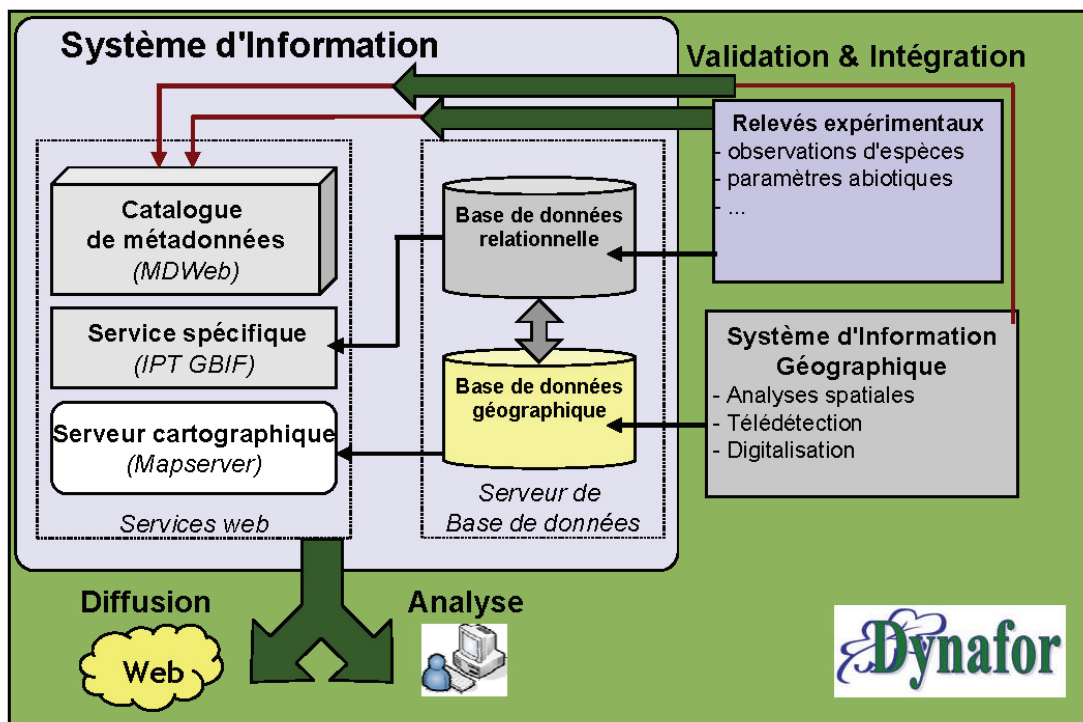 Système d'Information
Validation & Intégration
Relevés expérimentaux
- observations d'espèces
- paramètres abiotiques
- ...
Catalogue
de métadonnées
(MDWeb)
Base de données
relationnelle
Service spécifique
(IPT GBIF)
Système d'Information
Géographique
- Analyses spatiales
- Télédétection
- Digitalisation
Base de données
géographique
Serveur cartographique
(Mapserver)
Services web
Serveur de
Base de données
Diffusion
Web
Analyse
Dynafor